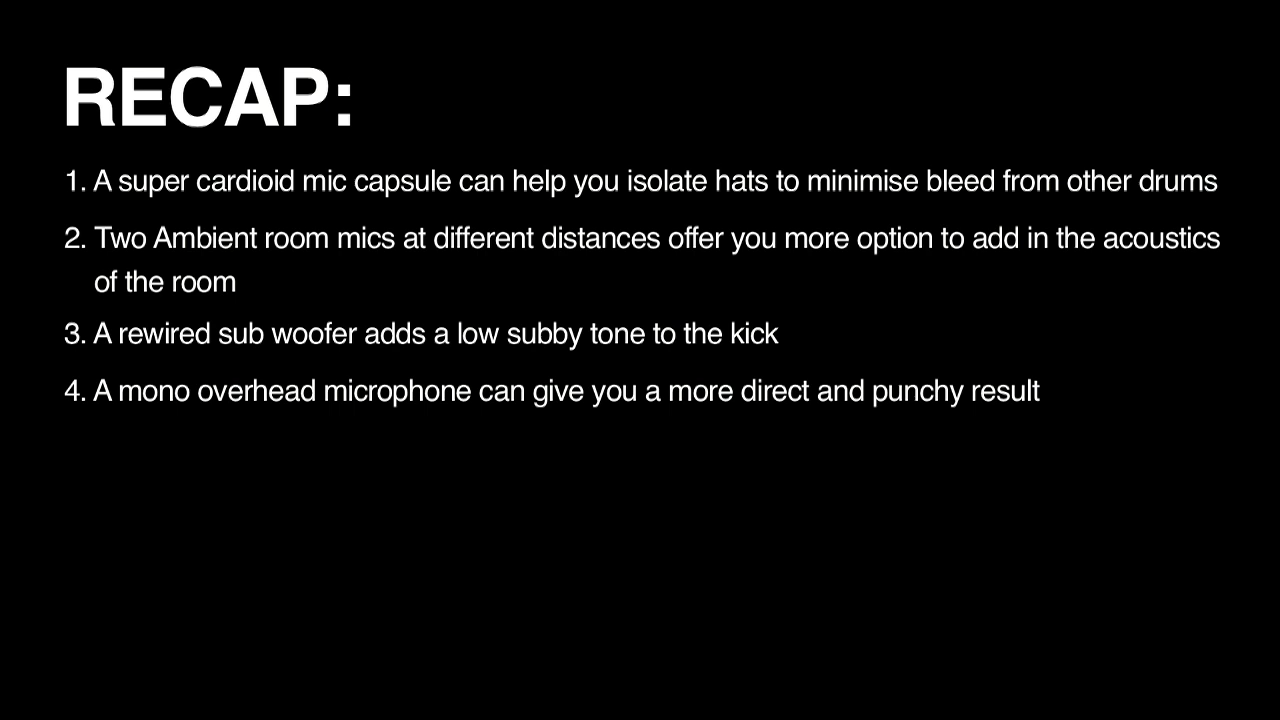 RECAP:
1. A super cardioid mic capsule can help you isolate hats to minimise bleed from other drums
2. Two Ambient room mics at different distances offer you more option to add in the acoustics
of the room
3. A rewired sub woofer adds a low subby tone to the kick
4. A mono overhead microphone can give you a more direct and punchy result